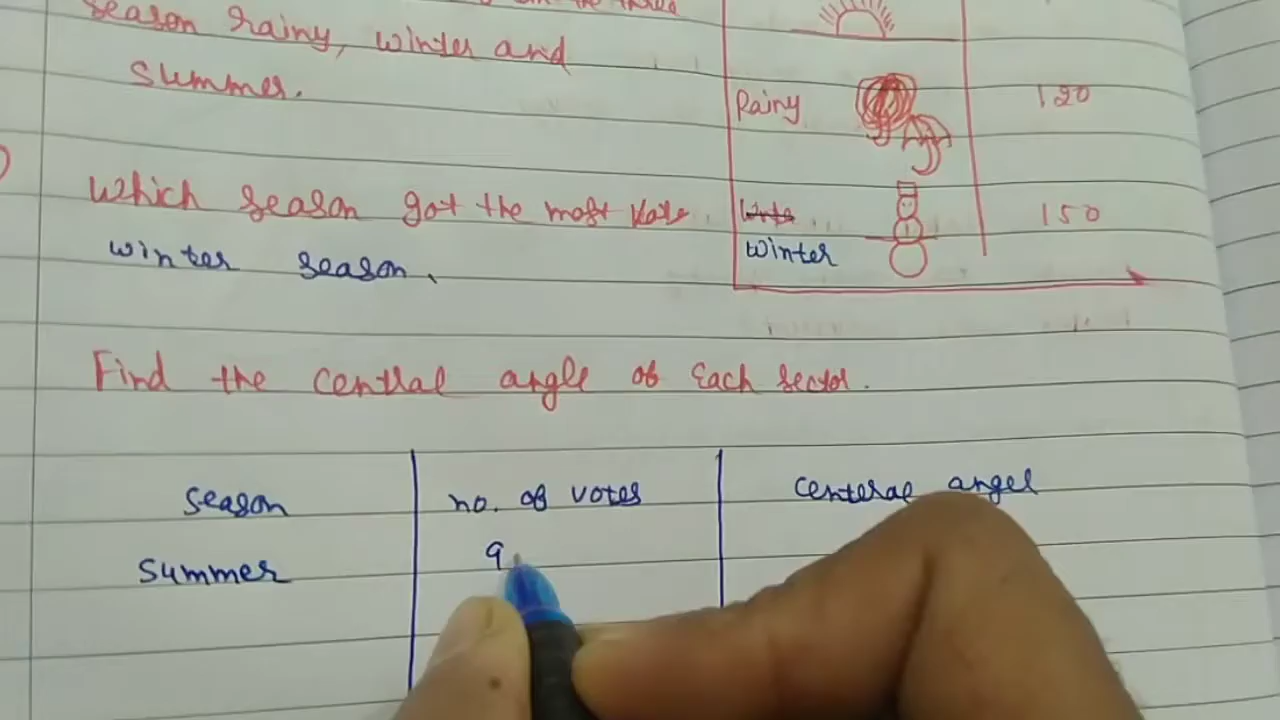 season rainy, winter and
summer.
Rainy 120
Which season got the most Vote.
150
winter season.
winter
Find the central angle of Each sector.
season no. of votes centeral angel
summer 9